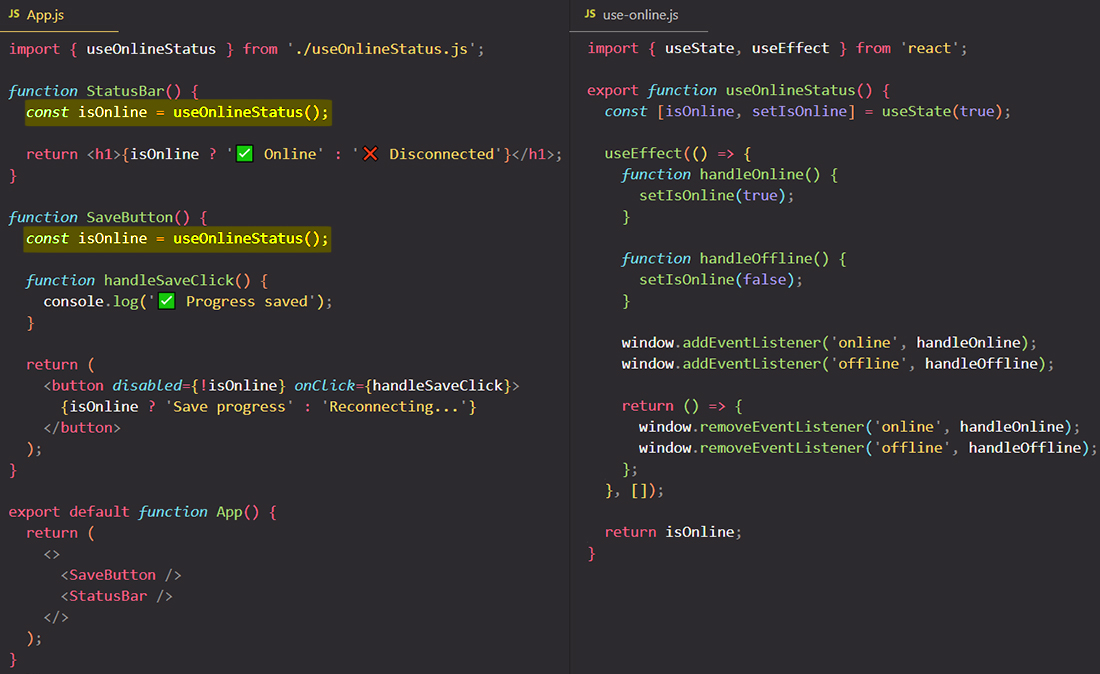 JS App.js
import { useOnlineStatus } from './useOnlineStatus.js';
function StatusBar() {
const isOnline = useOnlineStatus();
return <h1>{isOnline ? '✅ Online' : '❌ Disconnected'}</h1>;
}
function SaveButton() {
const isOnline = useOnlineStatus();
function handleSaveClick() {
console.log('✅ Progress saved');
}
return (
<button disabled={!isOnline} onClick={handleSaveClick}>
{isOnline ? 'Save progress' : 'Reconnecting...'}
</button>
);
}
export default function App() {
return (
<>
<SaveButton />
<StatusBar />
</>
);
}
JS use-online.js
import { useState, useEffect } from 'react';
export function useOnlineStatus() {
const [isOnline, setIsOnline] = useState(true);
useEffect(() => {
function handleOnline() {
setIsOnline(true);
}
function handleOffline() {
setIsOnline(false);
}
window.addEventListener('online', handleOnline);
window.addEventListener('offline', handleOffline);
return () => {
window.removeEventListener('online', handleOnline);
window.removeEventListener('offline', handleOffline);
};
}, []);
return isOnline;
}